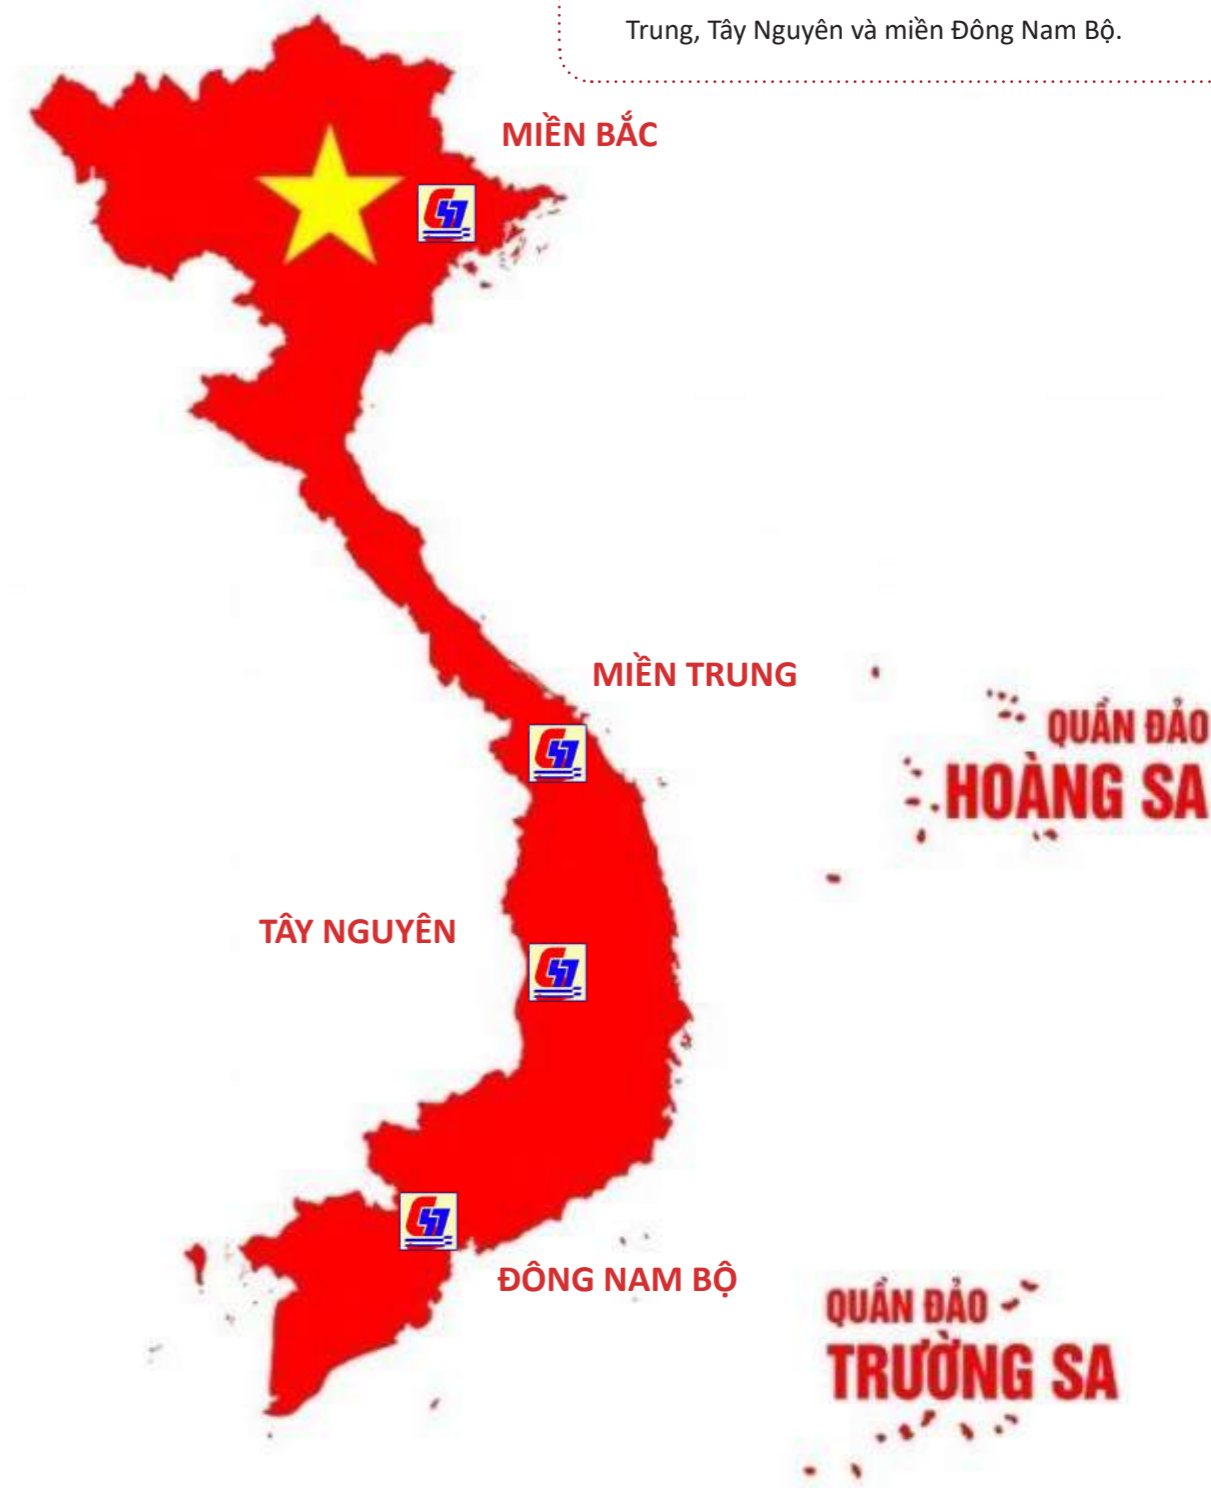 Trung, Tây Nguyên và miền Đông Nam Bộ.
MIỀN BẮC
MIỀN TRUNG
QUẦN ĐẢO
HOÀNG SA
TÂY NGUYÊN
ĐÔNG NAM BỘ
QUẦN ĐẢO
TRƯỜNG SA